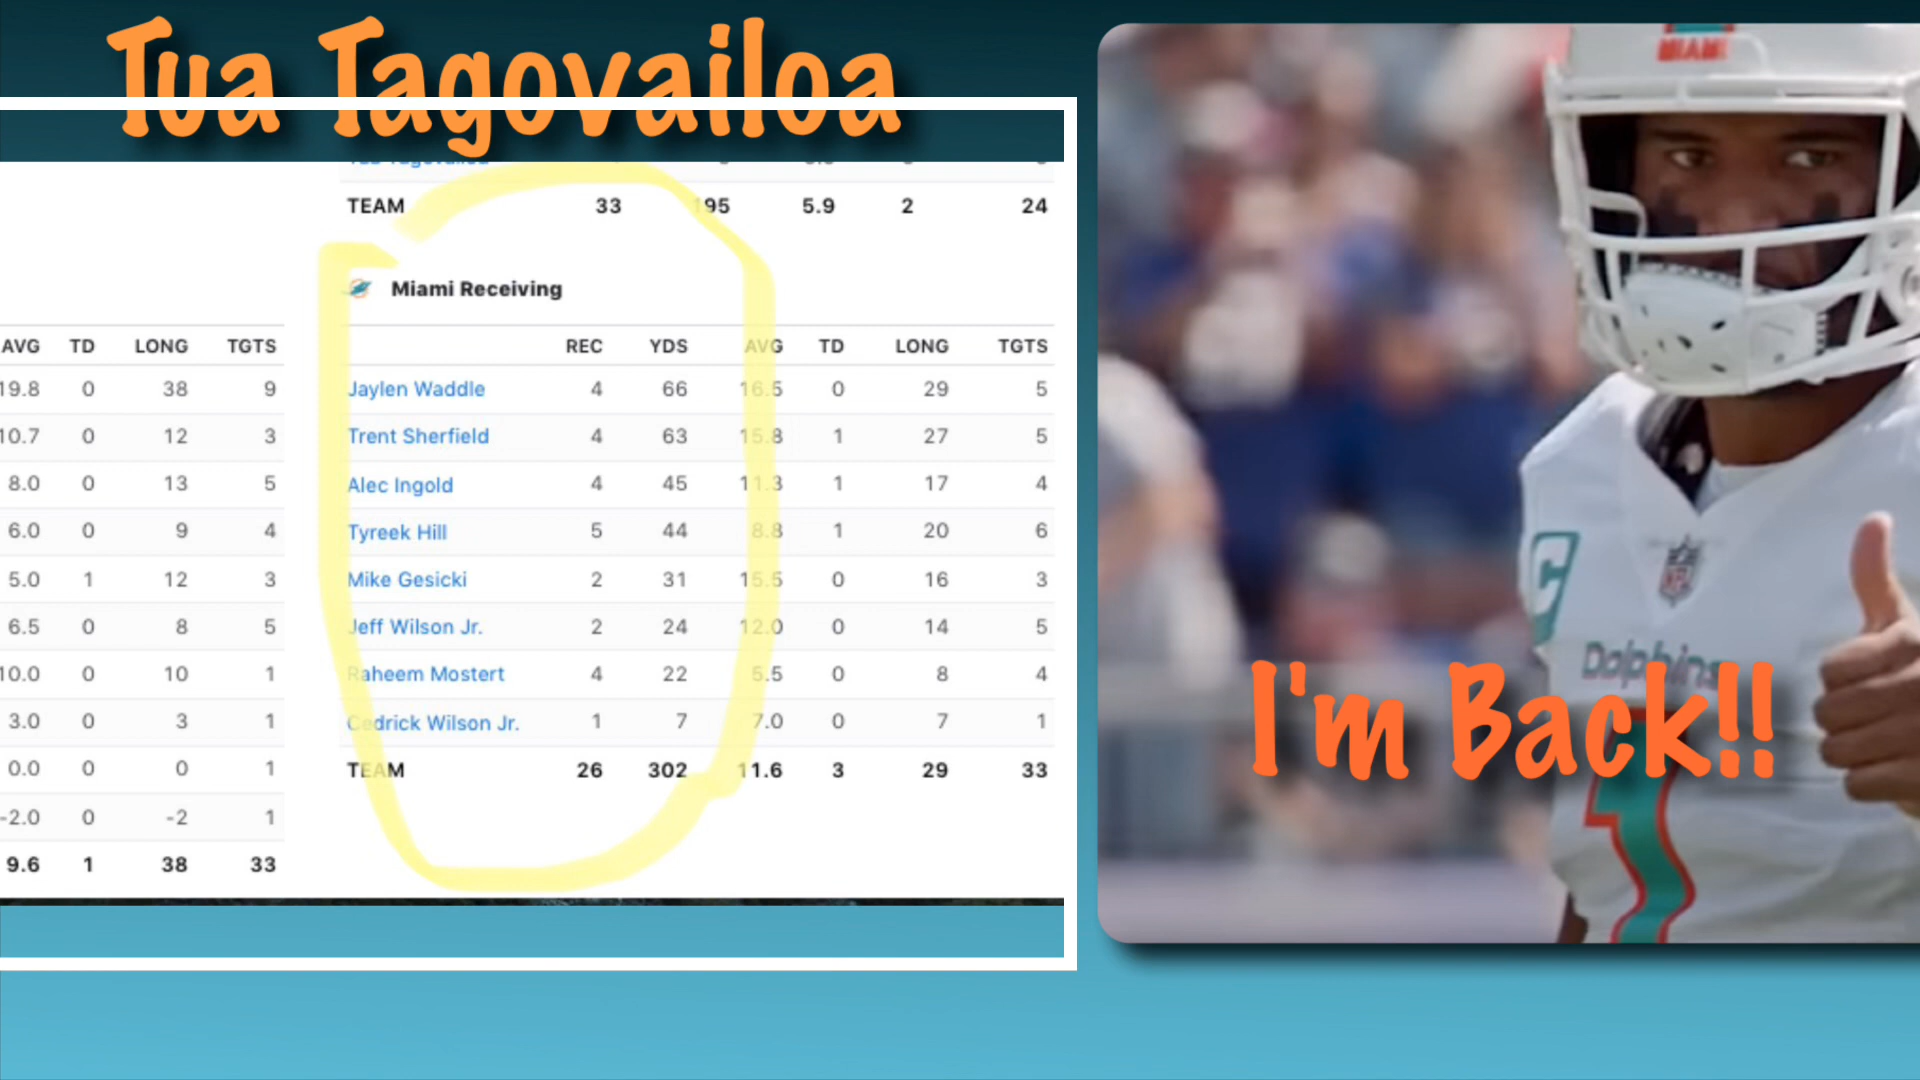 Tua Tagovailoa
TEAM 33 195 5.9 2 24
Miami Receiving
AVG TD LONG TGTS
19.8 0 38 9
10.7 0 12 3
8.0 0 13 5
6.0 0 9 4
5.0 1 12 3
6.5 0 8 5
10.0 0 10 1
3.0 0 3 1
0.0 0 0 1
-2.0 0 -2 1
9.6 1 38 33
REC YDS AVG TD LONG TGTS
Jaylen Waddle 4 66 16.5 0 29 5
Trent Sherfield 4 63 15.8 1 27 5
Alec Ingold 4 45 11.3 1 17 4
Tyreek Hill 5 44 8.8 1 20 6
Mike Gesicki 2 31 15.5 0 16 3
Jeff Wilson Jr. 2 24 12.0 0 14 5
Raheem Mostert 4 22 5.5 0 8 4
Cedrick Wilson Jr. 1 7 7.0 0 7 1
TEAM 26 302 11.6 3 29 33
MIAMI
C
NFL
Dolphins
I'm Back!!
1